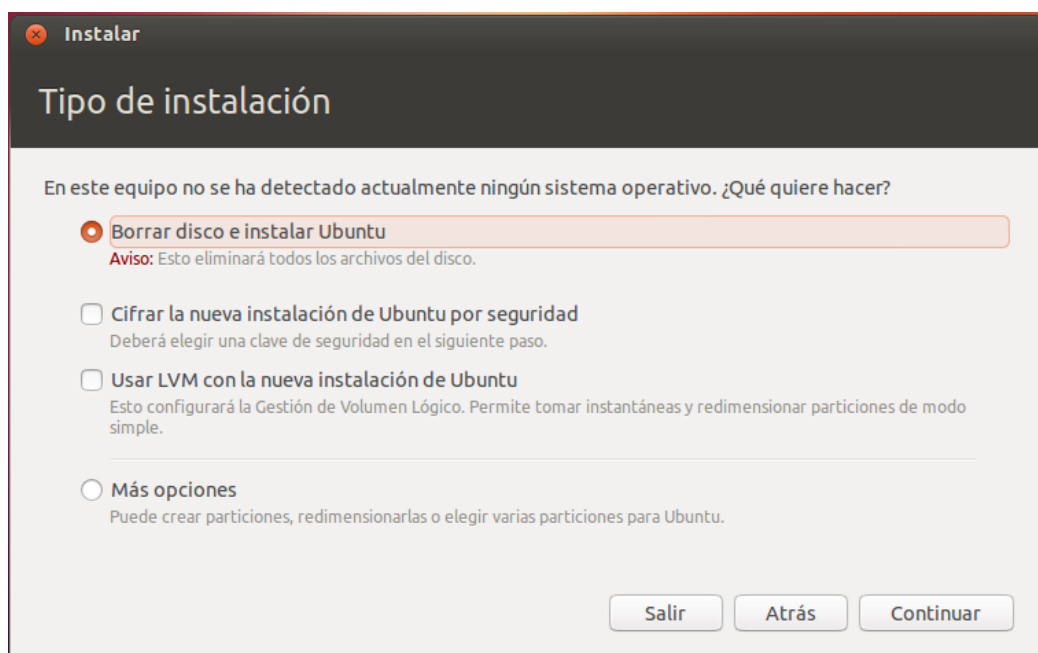 Instalar
Tipo de instalación
En este equipo no se ha detectado actualmente ningún sistema operativo. ¿Qué quiere hacer?
Borrar disco e instalar Ubuntu
Aviso: Esto eliminará todos los archivos del disco.
Cifrar la nueva instalación de Ubuntu por seguridad
Deberá elegir una clave de seguridad en el siguiente paso.
Usar LVM con la nueva instalación de Ubuntu
Esto configurará la Gestión de Volumen Lógico. Permite tomar instantáneas y redimensionar particiones de modo
simple.
Más opciones
Puede crear particiones, redimensionarlas o elegir varias particiones para Ubuntu.
Salir Atrás Continuar